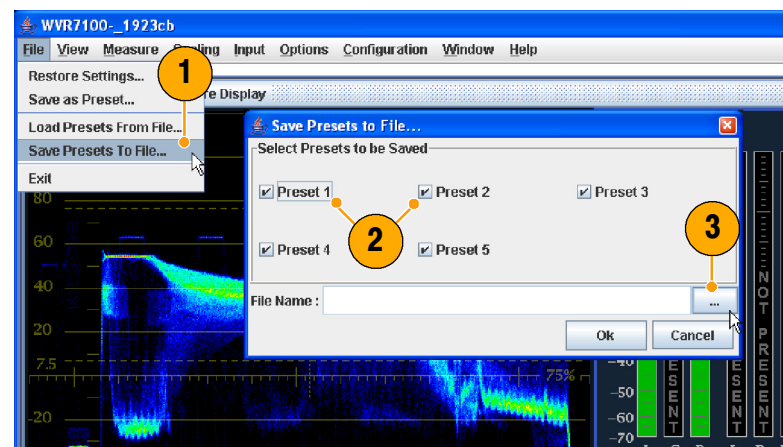 WVR7100-_1923cb
File View Measure Scaling Input Options Configuration Window Help
Restore Settings...
1
Save as Preset...
re Display
Load Presets From File...
Save Presets To File...
Exit
Save Presets to File...
Select Presets to be Saved
Preset 1
Preset 2
Preset 3
2
3
Preset 4
Preset 5
File Name :
...
Ok
Cancel
80
60
40
20
7.5
-20
75%
-50
-60
-70
NOT